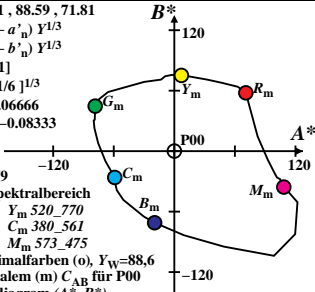 1 , 88.59 , 71.81
B*
– a'n) Y1/3
120
– b'n) Y1/3
1]
1/6 ]1/3
Ym
Rm
Gm
06666
–0.08333
P00
A*
–120
120
9
Cm
Mm
pektralbereich
Bm
Ym 520_770
Cm 380_561
Mm 573_475
imalfarben (o), YW=88,6
–120
alem (m) CAB für P00